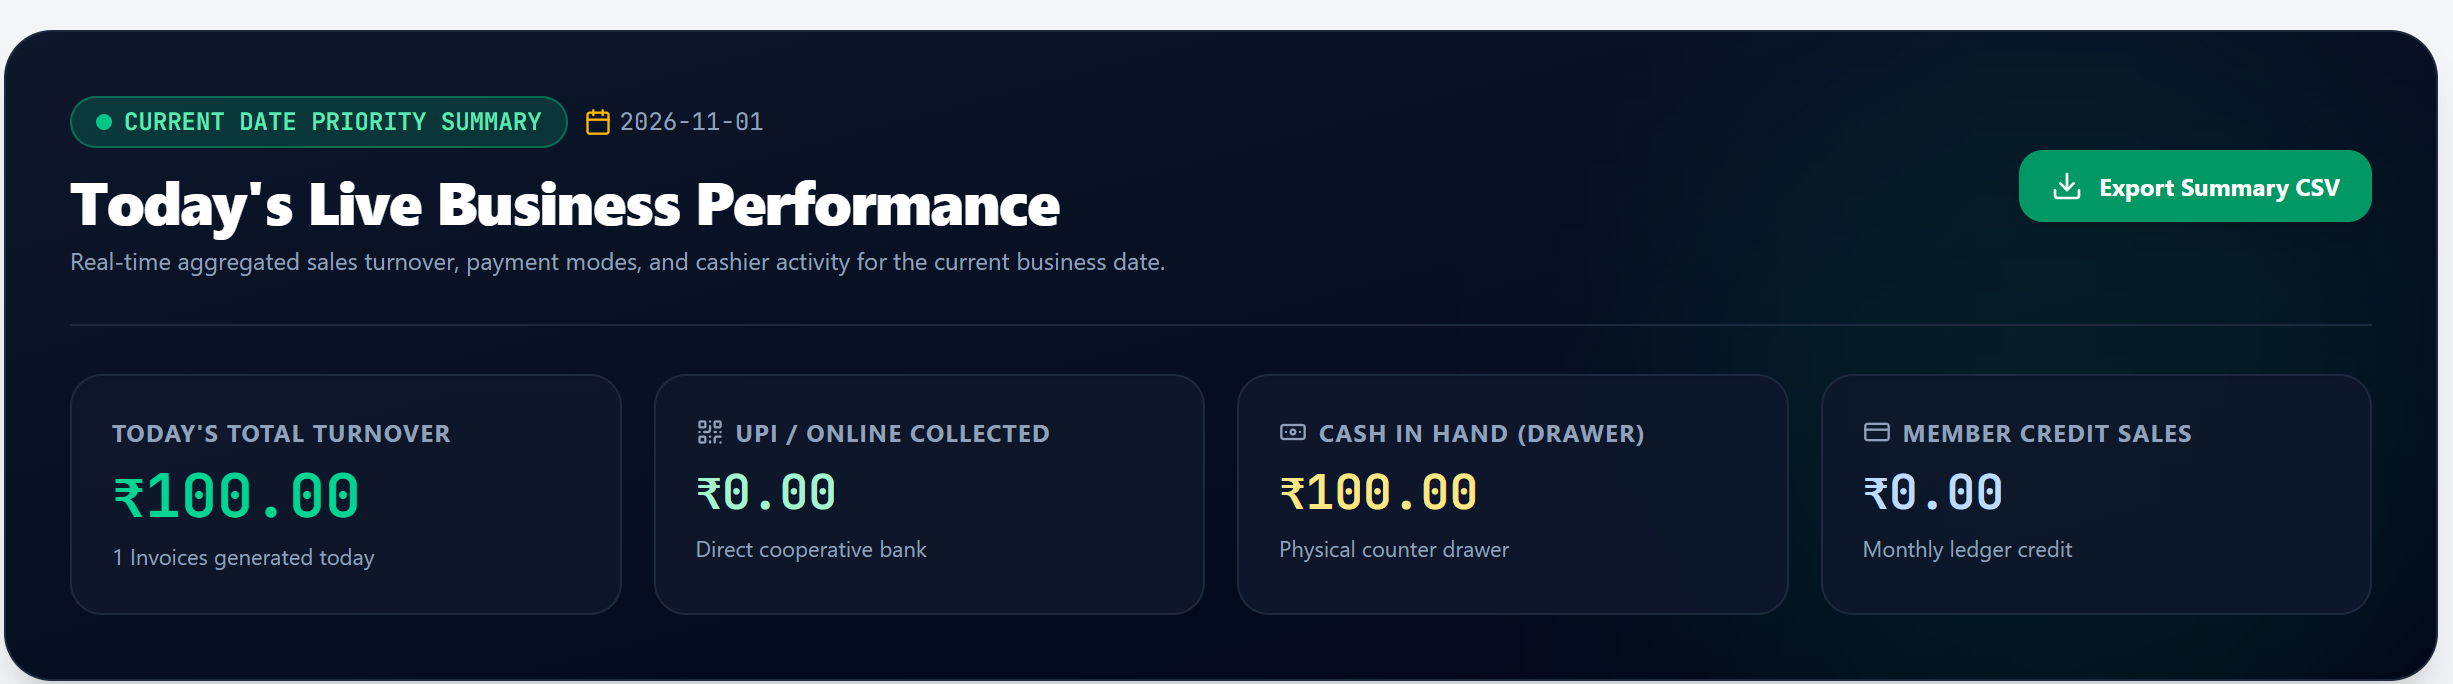 CURRENT DATE PRIORITY SUMMARY 2026-11-01
Today's Live Business Performance
Real-time aggregated sales turnover, payment modes, and cashier activity for the current business date.
Export Summary CSV
TODAY'S TOTAL TURNOVER
₹100.00
1 Invoices generated today
UPI / ONLINE COLLECTED
₹0.00
Direct cooperative bank
CASH IN HAND (DRAWER)
₹100.00
Physical counter drawer
MEMBER CREDIT SALES
₹0.00
Monthly ledger credit